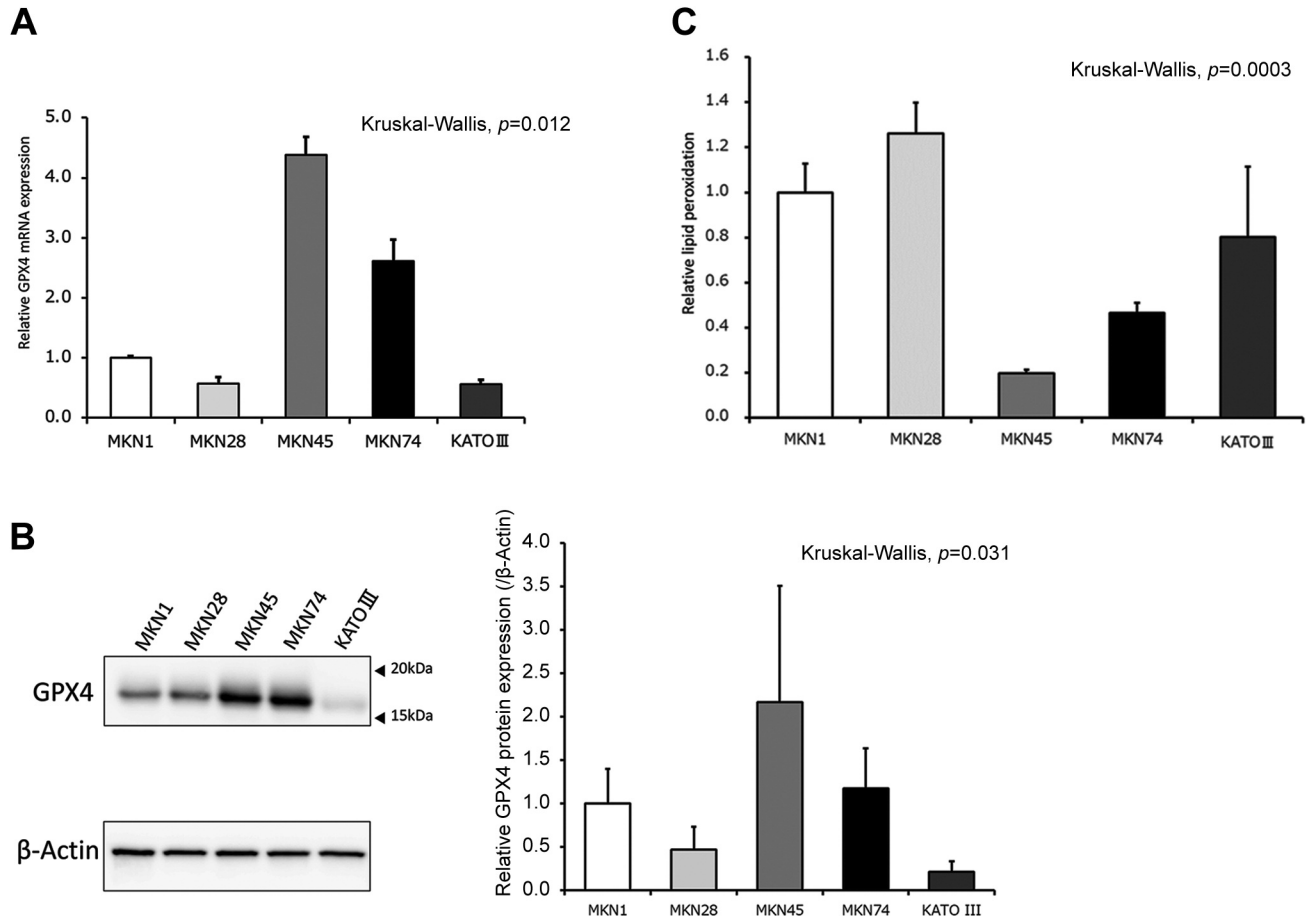 A
Kruskal-Wallis, p=0.012
Relative GPX4 mRNA expression
5.0
4.0
3.0
2.0
1.0
0.0
MKN1
MKN28
MKN45
MKN74
KATOⅢ
C
Kruskal-Wallis, p=0.0003
Relative lipid peroxidation
1.6
1.4
1.2
1.0
0.8
0.6
0.4
0.2
0.0
MKN1
MKN28
MKN45
MKN74
KATOⅢ
B
MKN1
MKN28
MKN45
MKN74
KATOⅢ
GPX4
20kDa
15kDa
β-Actin
Kruskal-Wallis, p=0.031
Relative GPX4 protein expression (/β-Actin)
4.0
3.5
3.0
2.5
2.0
1.5
1.0
0.5
0.0
MKN1
MKN28
MKN45
MKN74
KATO III